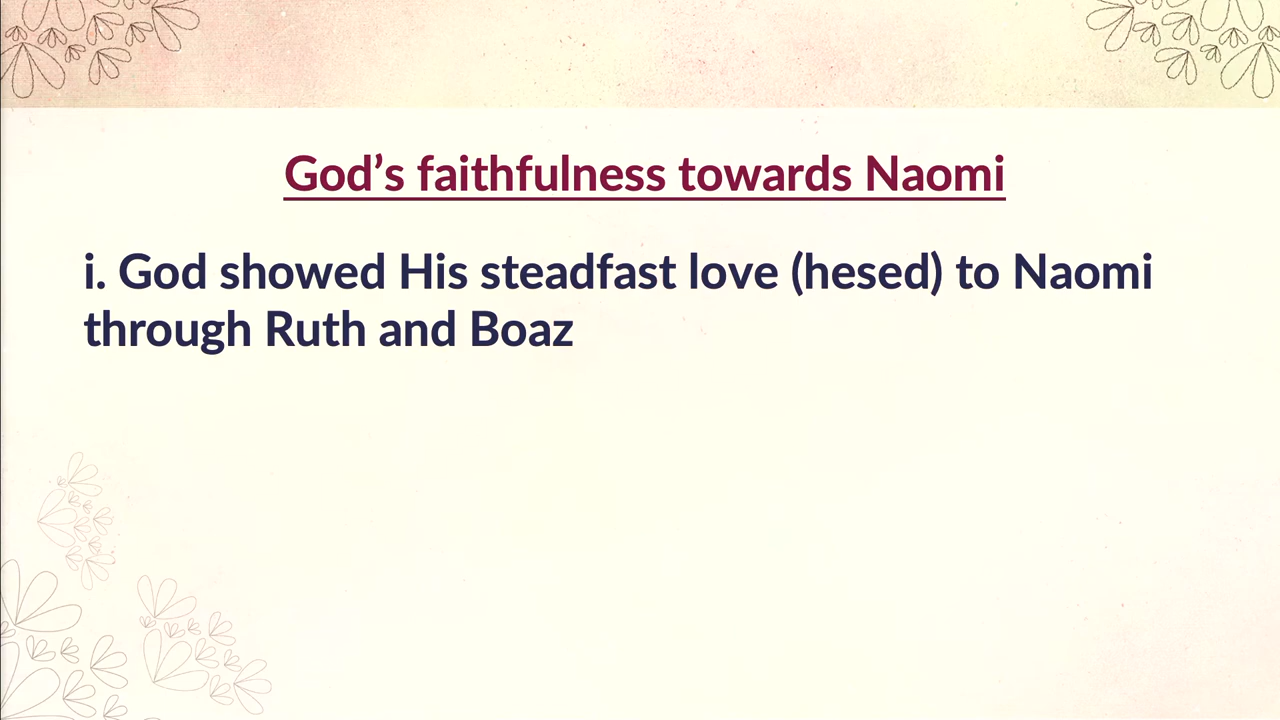 God’s faithfulness towards Naomi
i. God showed His steadfast love (hesed) to Naomi
through Ruth and Boaz